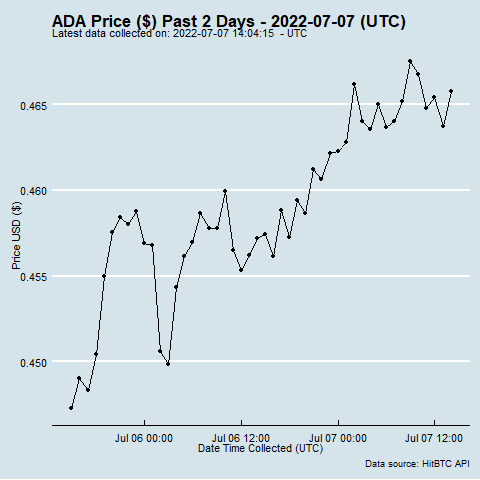 ADA Price ($) Past 2 Days - 2022-07-07 (UTC)
Latest data collected on: 2022-07-07 14:04:15 - UTC
0.465
0.460
0.455
0.450
Price USD ($)
Jul 06 00:00 Jul 06 12:00 Jul 07 00:00 Jul 07 12:00
Date Time Collected (UTC)
Data source: HitBTC API